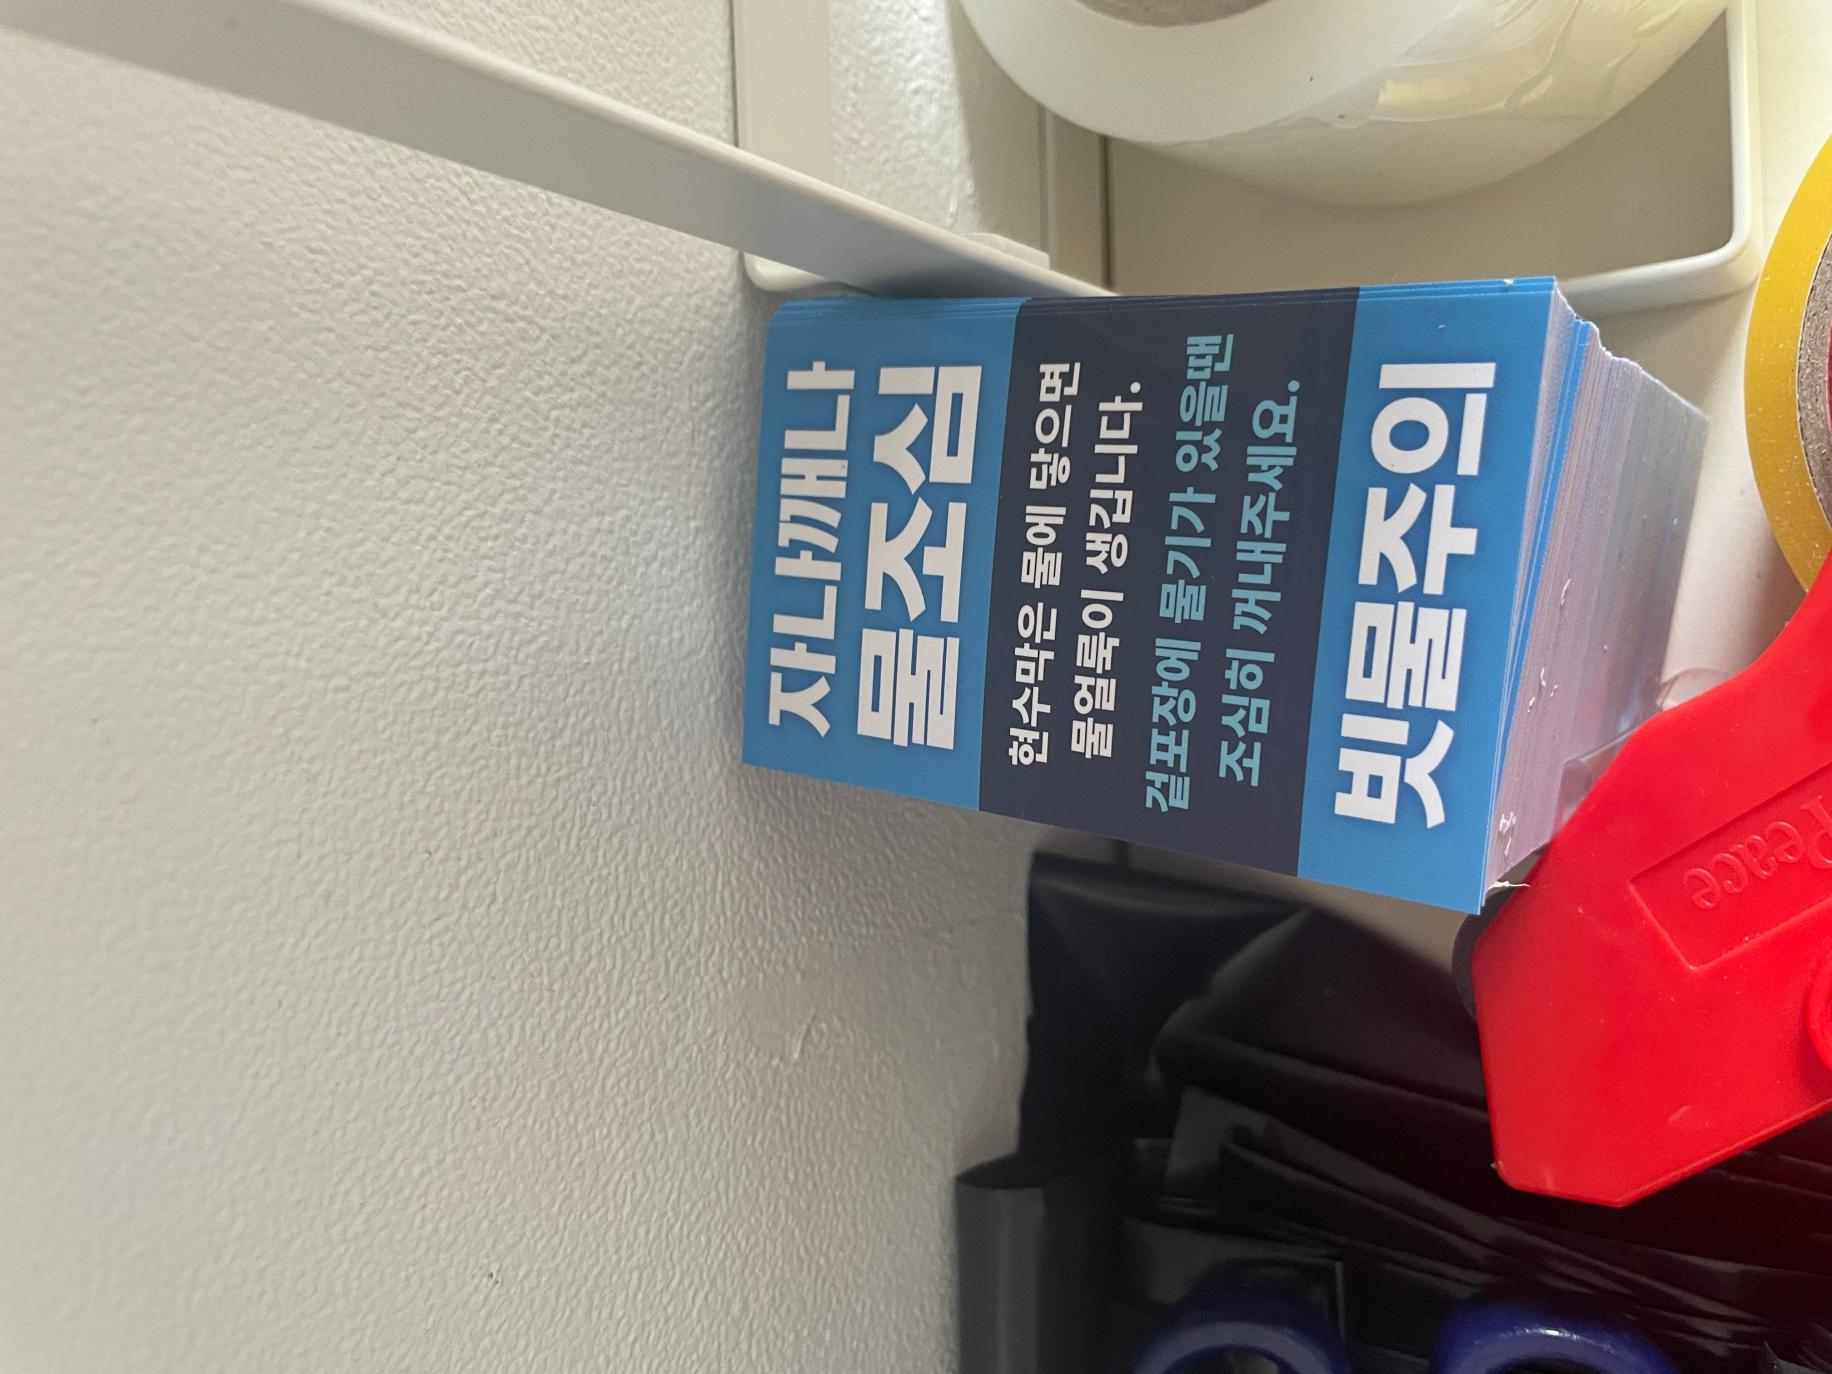 자나깨나
물조심
현수막은 물에 닿으면
물얼룩이 생깁니다.
겉포장에 물기가 있을땐
조심히 꺼내주세요.
빗물주의
Peace